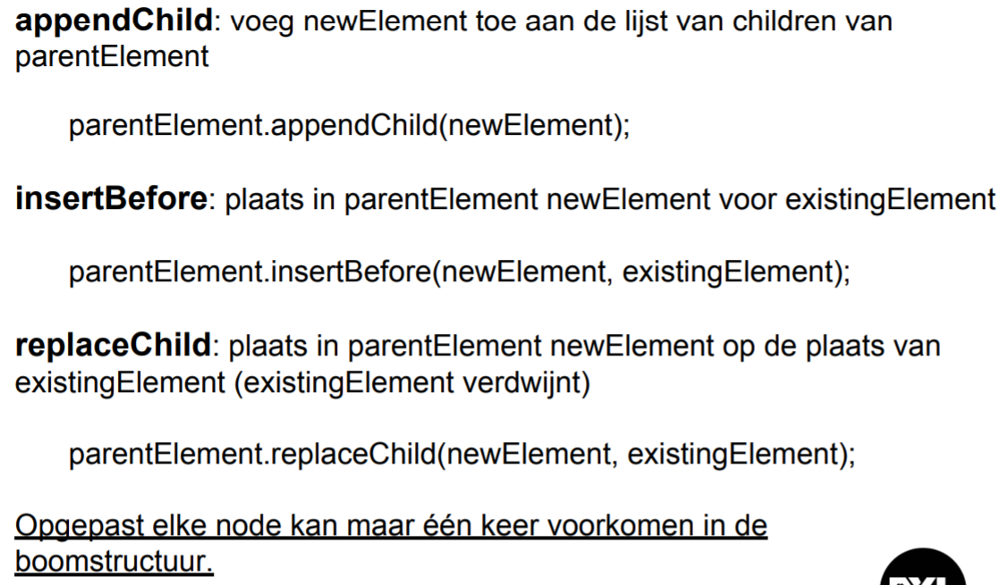 appendChild: voeg newElement toe aan de lijst van children van
parentElement
parentElement.appendChild(newElement);
insertBefore: plaats in parentElement newElement voor existingElement
parentElement.insertBefore(newElement, existingElement);
replaceChild: plaats in parentElement newElement op de plaats van
existingElement (existingElement verdwijnt)
parentElement.replaceChild(newElement, existingElement);
Opgepast elke node kan maar één keer voorkomen in de
boomstructuur.